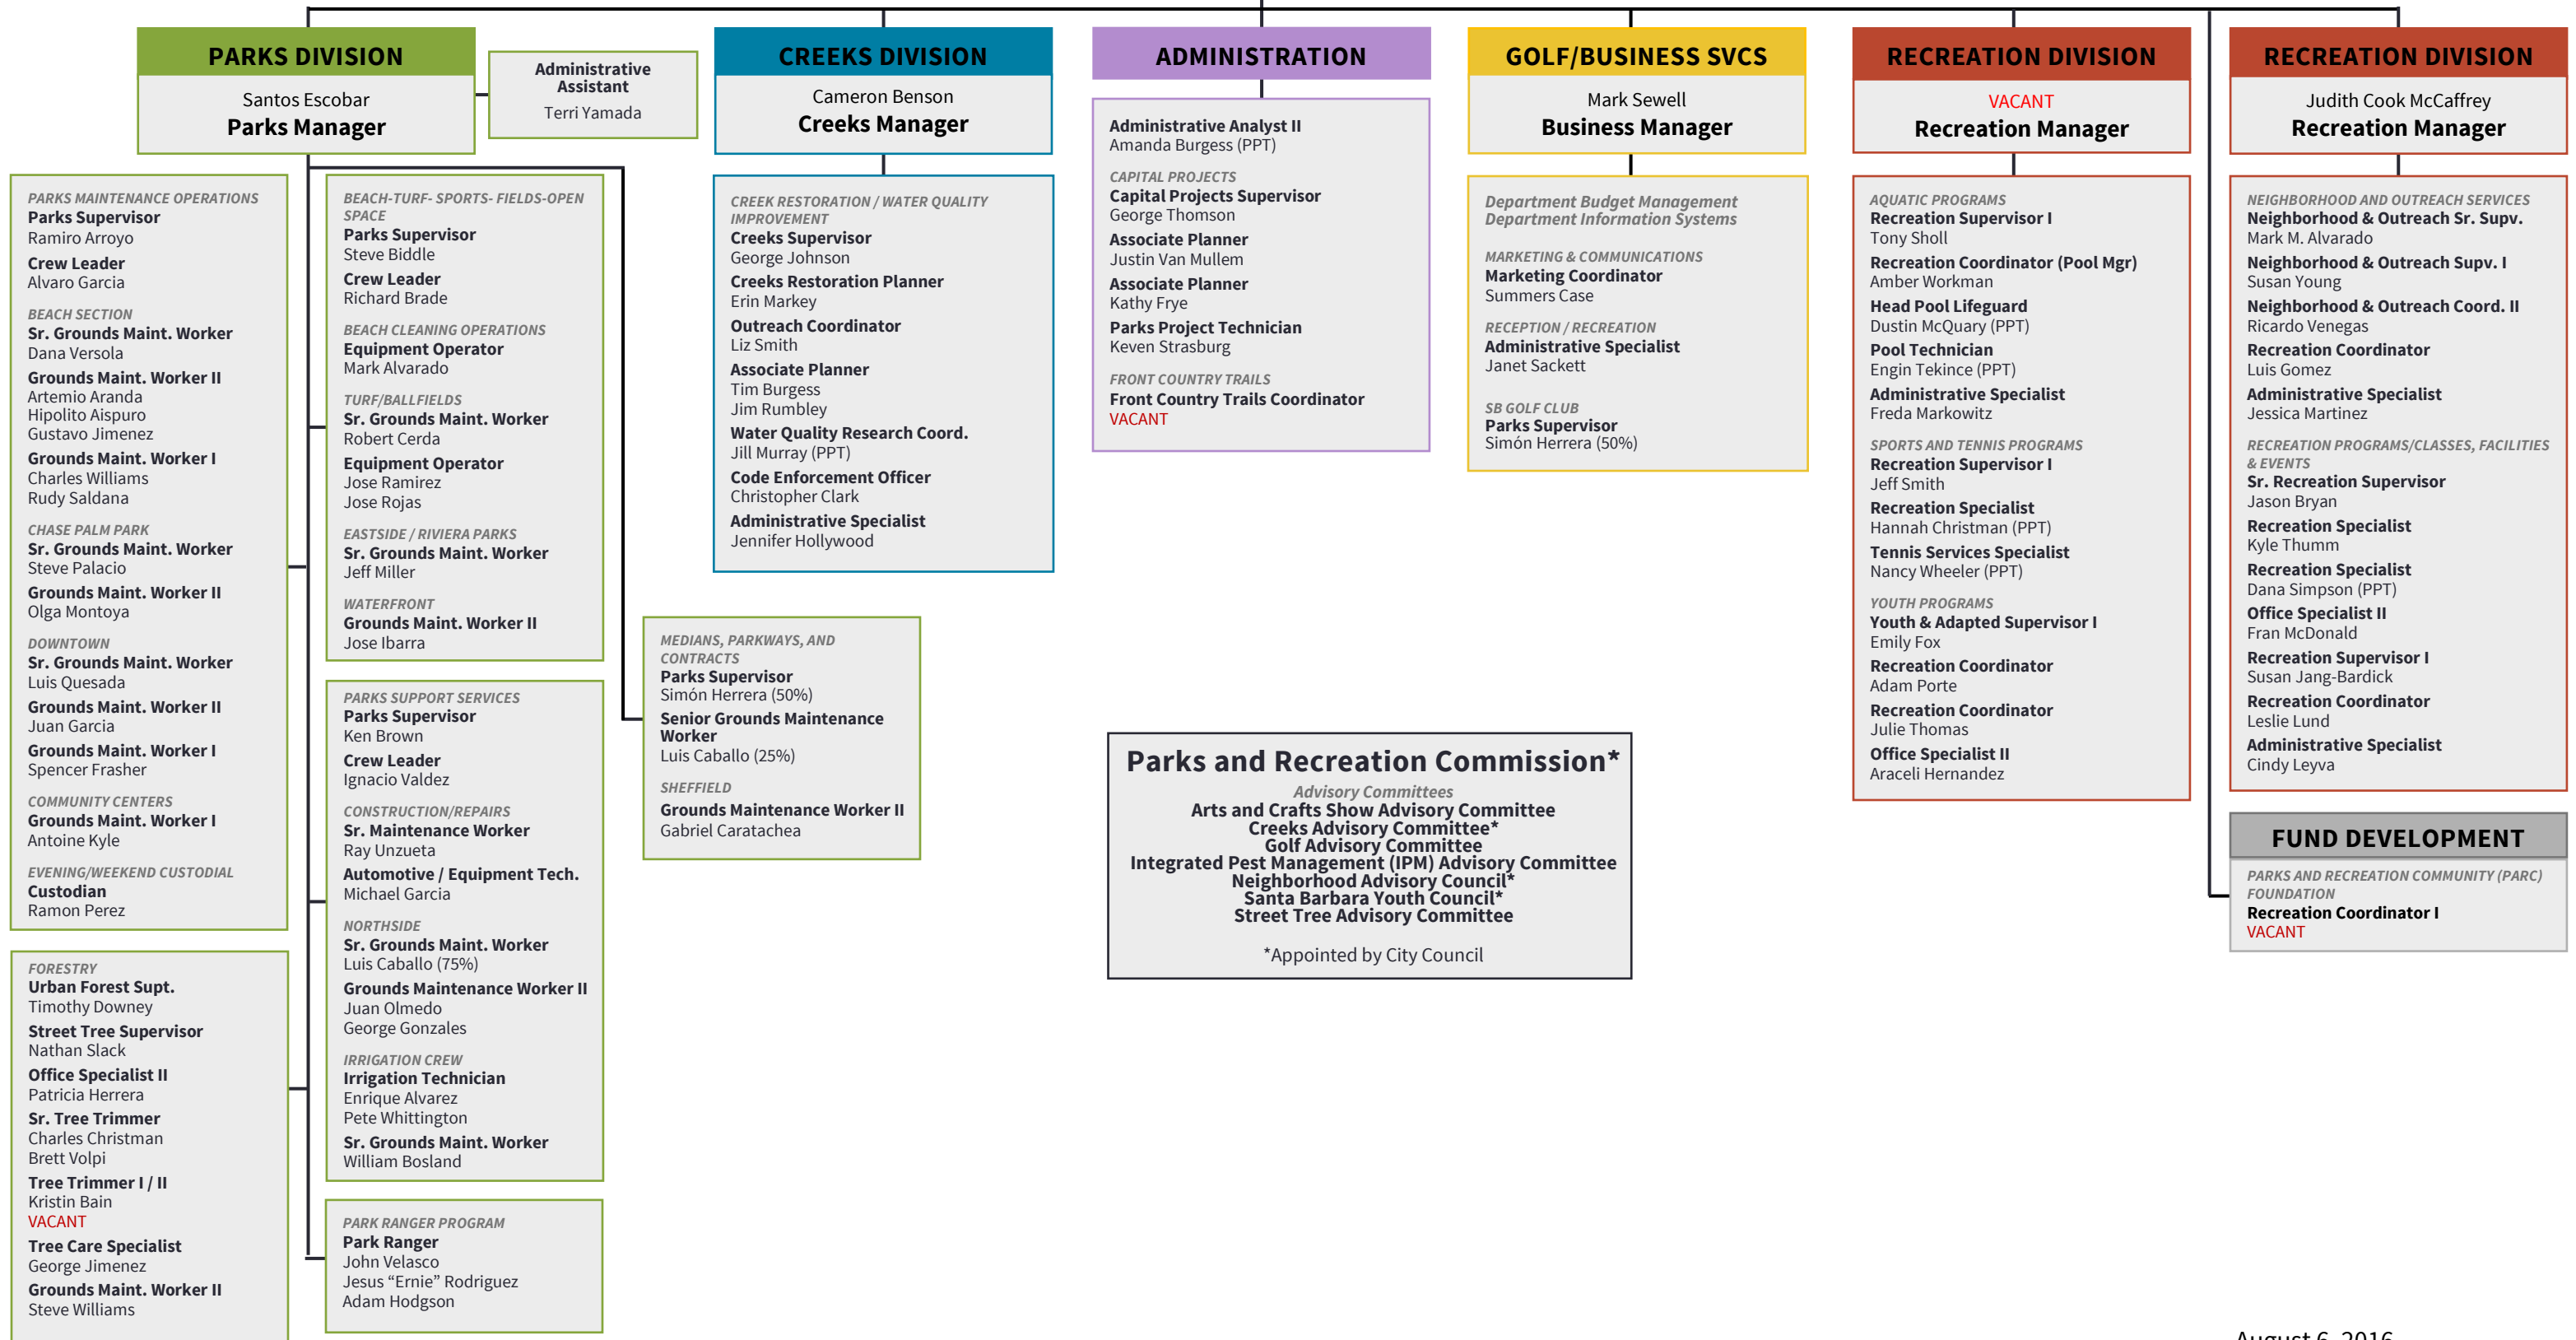 PARKS DIVISION
Santos Escobar
Parks Manager
Administrative
Assistant
Terri Yamada
PARKS MAINTENANCE OPERATIONS
Parks Supervisor
Ramiro Arroyo
Crew Leader
Alvaro Garcia
BEACH SECTION
Sr. Grounds Maint. Worker
Dana Versola
Grounds Maint. Worker II
Artemio Aranda
Hipolito Aispuro
Gustavo Jimenez
Grounds Maint. Worker I
Charles Williams
Rudy Saldana
CHASE PALM PARK
Sr. Grounds Maint. Worker
Steve Palacio
Grounds Maint. Worker II
Olga Montoya
DOWNTOWN
Sr. Grounds Maint. Worker
Luis Quesada
Grounds Maint. Worker II
Juan Garcia
Grounds Maint. Worker I
Spencer Frasher
COMMUNITY CENTERS
Grounds Maint. Worker I
Antoine Kyle
EVENING/WEEKEND CUSTODIAL
Custodian
Ramon Perez
FORESTRY
Urban Forest Supt.
Timothy Downey
Street Tree Supervisor
Nathan Slack
Office Specialist II
Patricia Herrera
Sr. Tree Trimmer
Charles Christman
Brett Volpi
Tree Trimmer I / II
Kristin Bain
VACANT
Tree Care Specialist
George Jimenez
Grounds Maint. Worker II
Steve Williams
BEACH-TURF- SPORTS- FIELDS-OPEN
SPACE
Parks Supervisor
Steve Biddle
Crew Leader
Richard Brade
BEACH CLEANING OPERATIONS
Equipment Operator
Mark Alvarado
TURF/BALLFIELDS
Sr. Grounds Maint. Worker
Robert Cerda
Equipment Operator
Jose Ramirez
Jose Rojas
EASTSIDE / RIVIERA PARKS
Sr. Grounds Maint. Worker
Jeff Miller
WATERFRONT
Grounds Maint. Worker II
Jose Ibarra
PARKS SUPPORT SERVICES
Parks Supervisor
Ken Brown
Crew Leader
Ignacio Valdez
CONSTRUCTION/REPAIRS
Sr. Maintenance Worker
Ray Unzueta
Automotive / Equipment Tech.
Michael Garcia
NORTHSIDE
Sr. Grounds Maint. Worker
Luis Caballo (75%)
Grounds Maintenance Worker II
Juan Olmedo
George Gonzales
IRRIGATION CREW
Irrigation Technician
Enrique Alvarez
Pete Whittington
Sr. Grounds Maint. Worker
William Bosland
PARK RANGER PROGRAM
Park Ranger
John Velasco
Jesus “Ernie” Rodriguez
Adam Hodgson
MEDIANS, PARKWAYS, AND
CONTRACTS
Parks Supervisor
Simón Herrera (50%)
Senior Grounds Maintenance
Worker
Luis Caballo (25%)
SHEFFIELD
Grounds Maintenance Worker II
Gabriel Caratachea
CREEKS DIVISION
Cameron Benson
Creeks Manager
CREEK RESTORATION / WATER QUALITY
IMPROVEMENT
Creeks Supervisor
George Johnson
Creeks Restoration Planner
Erin Markey
Outreach Coordinator
Liz Smith
Associate Planner
Tim Burgess
Jim Rumbley
Water Quality Research Coord.
Jill Murray (PPT)
Code Enforcement Officer
Christopher Clark
Administrative Specialist
Jennifer Hollywood
ADMINISTRATION
Administrative Analyst II
Amanda Burgess (PPT)
CAPITAL PROJECTS
Capital Projects Supervisor
George Thomson
Associate Planner
Justin Van Mullem
Associate Planner
Kathy Frye
Parks Project Technician
Keven Strasburg
FRONT COUNTRY TRAILS
Front Country Trails Coordinator
VACANT
GOLF/BUSINESS SVCS
Mark Sewell
Business Manager
Department Budget Management
Department Information Systems
MARKETING & COMMUNICATIONS
Marketing Coordinator
Summers Case
RECEPTION / RECREATION
Administrative Specialist
Janet Sackett
SB GOLF CLUB
Parks Supervisor
Simón Herrera (50%)
Parks and Recreation Commission*
Advisory Committees
Arts and Crafts Show Advisory Committee
Creeks Advisory Committee*
Golf Advisory Committee
Integrated Pest Management (IPM) Advisory Committee
Neighborhood Advisory Council*
Santa Barbara Youth Council*
Street Tree Advisory Committee
*Appointed by City Council
RECREATION DIVISION
VACANT
Recreation Manager
AQUATIC PROGRAMS
Recreation Supervisor I
Tony Sholl
Recreation Coordinator (Pool Mgr)
Amber Workman
Head Pool Lifeguard
Dustin McQuary (PPT)
Pool Technician
Engin Tekince (PPT)
Administrative Specialist
Freda Markowitz
SPORTS AND TENNIS PROGRAMS
Recreation Supervisor I
Jeff Smith
Recreation Specialist
Hannah Christman (PPT)
Tennis Services Specialist
Nancy Wheeler (PPT)
YOUTH PROGRAMS
Youth & Adapted Supervisor I
Emily Fox
Recreation Coordinator
Adam Porte
Recreation Coordinator
Julie Thomas
Office Specialist II
Araceli Hernandez
RECREATION DIVISION
Judith Cook McCaffrey
Recreation Manager
NEIGHBORHOOD AND OUTREACH SERVICES
Neighborhood & Outreach Sr. Supv.
Mark M. Alvarado
Neighborhood & Outreach Supv. I
Susan Young
Neighborhood & Outreach Coord. II
Ricardo Venegas
Recreation Coordinator
Luis Gomez
Administrative Specialist
Jessica Martinez
RECREATION PROGRAMS/CLASSES, FACILITIES
& EVENTS
Sr. Recreation Supervisor
Jason Bryan
Recreation Specialist
Kyle Thumm
Recreation Specialist
Dana Simpson (PPT)
Office Specialist II
Fran McDonald
Recreation Supervisor I
Susan Jang-Bardick
Recreation Coordinator
Leslie Lund
Administrative Specialist
Cindy Leyva
FUND DEVELOPMENT
PARKS AND RECREATION COMMUNITY (PARC)
FOUNDATION
Recreation Coordinator I
VACANT
August 6, 2016